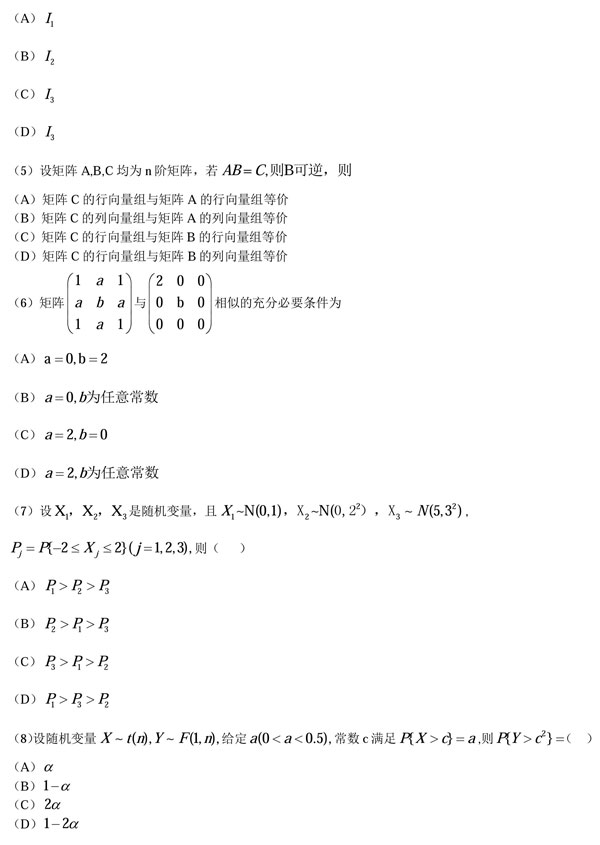 （A）I₁
（B）I₂
（C）I₃
（D）I₃
（5）设矩阵 A,B,C 均为 n 阶矩阵，若 AB = C,则B可逆，则
（A）矩阵 C 的行向量组与矩阵 A 的行向量组等价
（B）矩阵 C 的列向量组与矩阵 A 的列向量组等价
（C）矩阵 C 的行向量组与矩阵 B 的行向量组等价
（D）矩阵 C 的行向量组与矩阵 B 的列向量组等价
1 a 1 2 0 0
（6）矩阵 a b a 与 0 b 0 相似的充分必要条件为
1 a 1 0 0 0
（A）a = 0, b = 2
（B）a = 0, b为任意常数
（C）a = 2, b = 0
（D）a = 2, b为任意常数
（7）设 X₁，X₂，X₃ 是随机变量，且 X₁~N(0,1)，X₂~N(0,2²），X₃ ~ N(5,3²) ,
Pⱼ = P{−2 ≤ Xⱼ ≤ 2}( j = 1,2,3), 则（ ）
（A）P₁ > P₂ > P₃
（B）P₂ > P₁ > P₃
（C）P₃ > P₁ > P₂
（D）P₁ > P₃ > P₂
（8）设随机变量 X ~ t(n), Y ~ F(1, n), 给定 a(0 < a < 0.5), 常数 c 满足 P{X > c} = a ,则 P{Y > c²} =（ ）
（A）α
（B）1−α
（C）2α
（D）1−2α